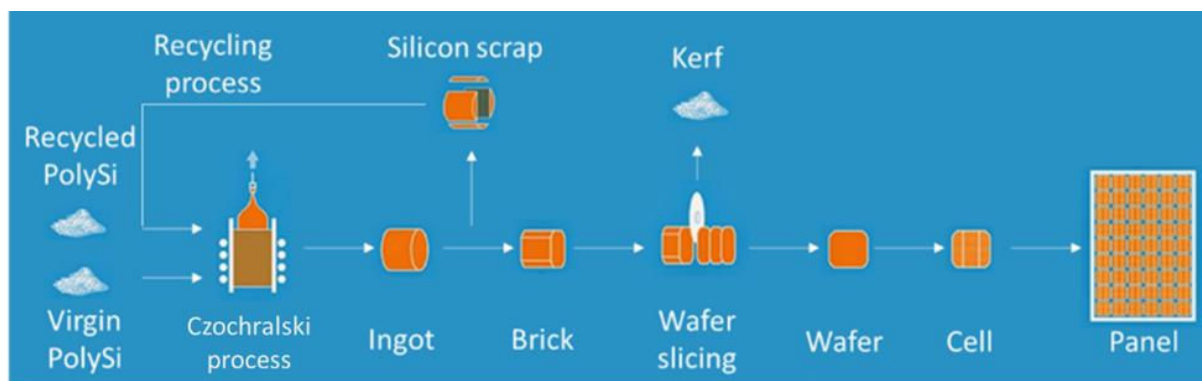 Recycling
process
Silicon scrap
Kerf
Recycled
PolySi
Virgin
PolySi
Czochralski
process
Ingot
Brick
Wafer
slicing
Wafer
Cell
Panel